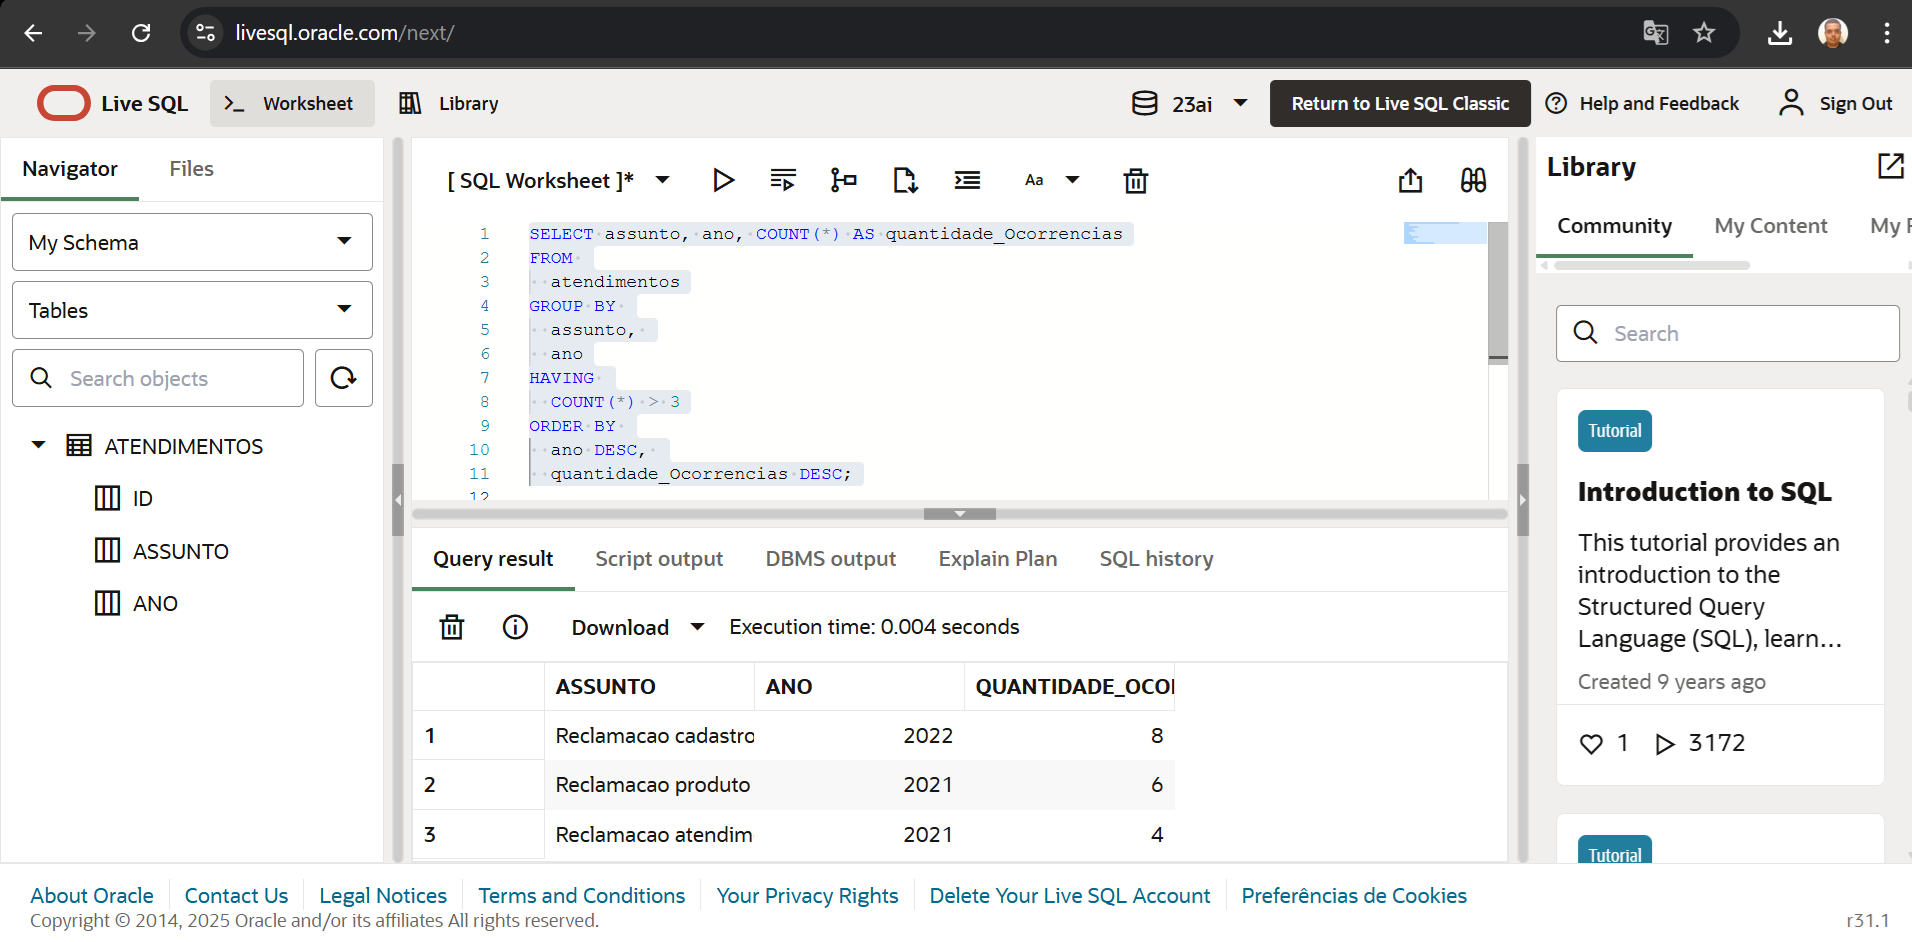 livesql.oracle.com/next/
Live SQL
Worksheet
Library
23ai
Return to Live SQL Classic
Help and Feedback
Sign Out
Navigator
Files
My Schema
Tables
Search objects
ATENDIMENTOS
ID
ASSUNTO
ANO
[ SQL Worksheet ]*
Aa
1 SELECT assunto, ano, COUNT(*) AS quantidade_Ocorrencias
2 FROM
3 atendimentos
4 GROUP BY
5 assunto,
6 ano
7 HAVING
8 COUNT(*) > 3
9 ORDER BY
10 ano DESC,
11 quantidade_Ocorrencias DESC;
12
Query result
Script output
DBMS output
Explain Plan
SQL history
Download
Execution time: 0.004 seconds
ASSUNTO ANO QUANTIDADE_OCOR
1 Reclamacao cadastro 2022 8
2 Reclamacao produto 2021 6
3 Reclamacao atendim 2021 4
Library
Community
My Content
My F
Search
Tutorial
Introduction to SQL
This tutorial provides an
introduction to the
Structured Query
Language (SQL), learn...
Created 9 years ago
1 3172
Tutorial
About Oracle
Contact Us
Legal Notices
Terms and Conditions
Your Privacy Rights
Delete Your Live SQL Account
Preferências de Cookies
Copyright © 2014, 2025 Oracle and/or its affiliates All rights reserved.
r31.1